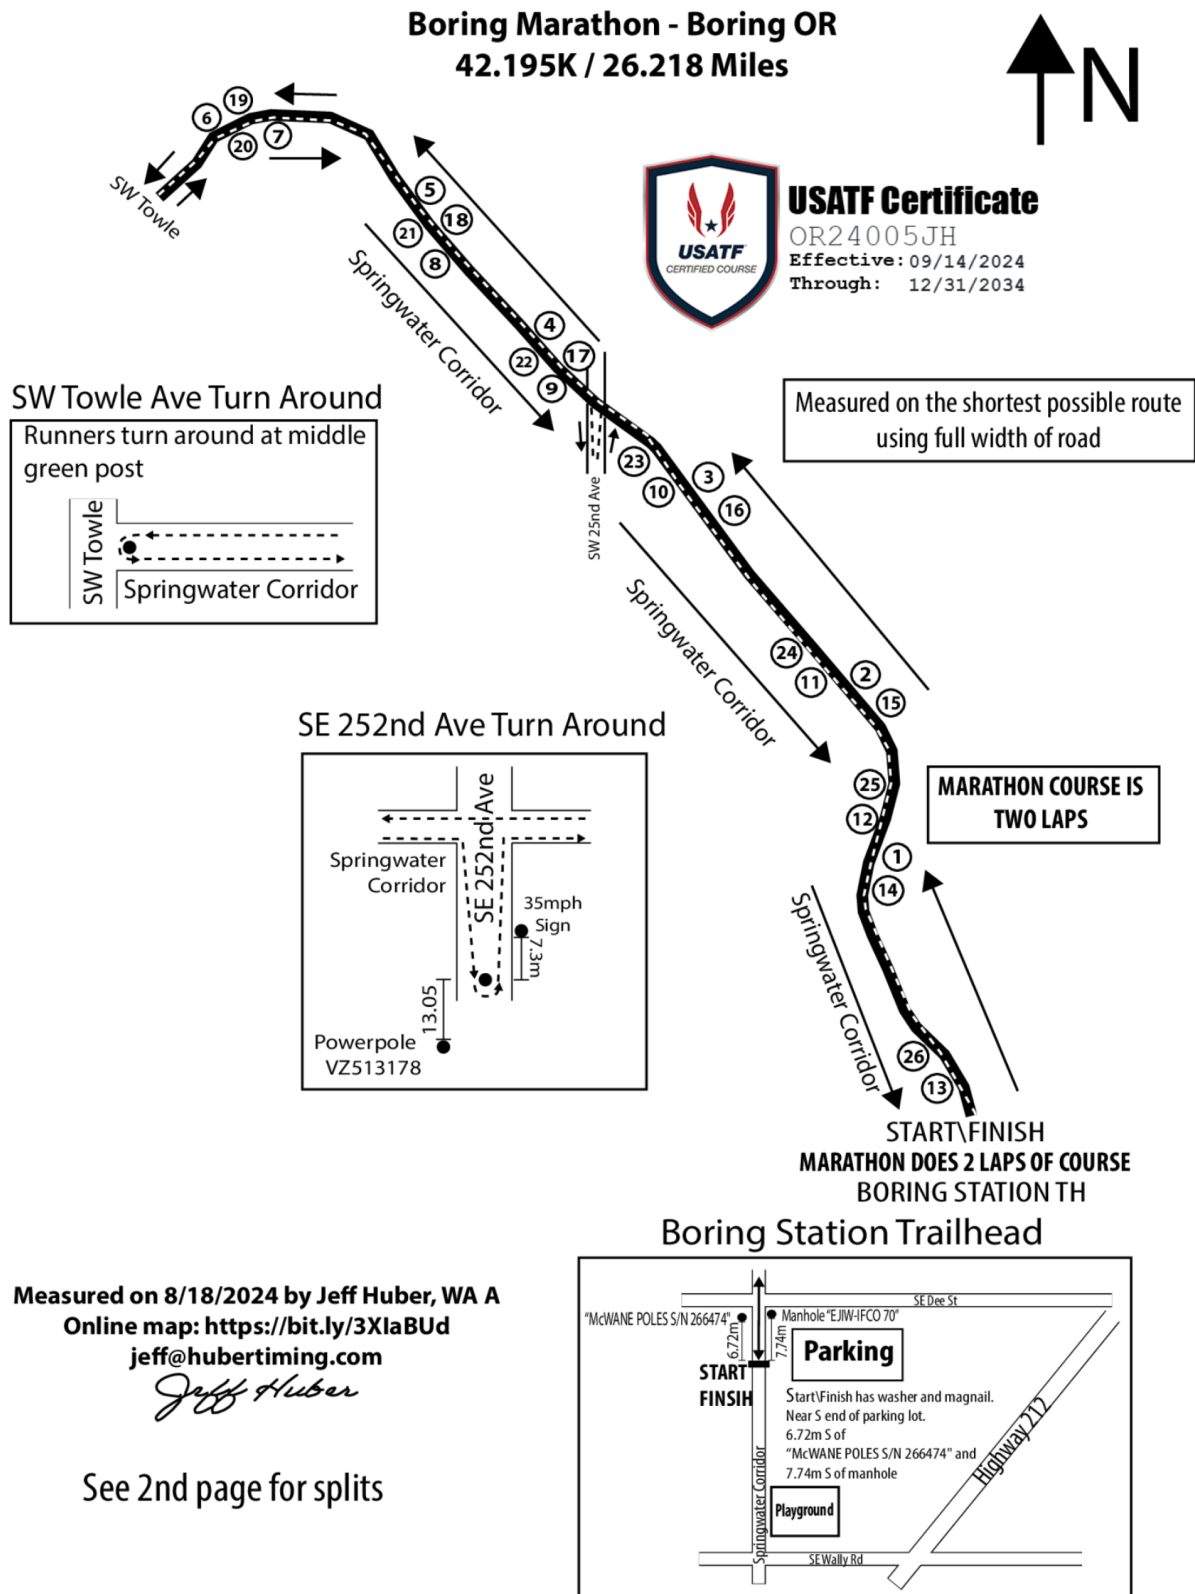 Boring Marathon - Boring OR
42.195K / 26.218 Miles
N
USATF
CERTIFIED COURSE
USATF Certificate
OR24005JH
Effective: 09/14/2024
Through: 12/31/2034
6
19
20
7
SW Towle
5
18
21
8
Springwater Corridor
4
17
22
9
SW 25nd Ave
23
10
3
16
Measured on the shortest possible route
using full width of road
SW Towle Ave Turn Around
Runners turn around at middle
green post
SW Towle
Springwater Corridor
Springwater Corridor
24
11
2
15
SE 252nd Ave Turn Around
SE 252nd Ave
Springwater
Corridor
35mph
Sign
7.3m
13.05
Powerpole
VZ513178
25
12
MARATHON COURSE IS
TWO LAPS
1
14
Springwater Corridor
26
13
START\FINISH
MARATHON DOES 2 LAPS OF COURSE
BORING STATION TH
Boring Station Trailhead
SE Dee St
"McWANE POLES S/N 266474"
Manhole "EJIW-IFCO 70"
6.72m
7.74m
Parking
START
FINSIH
Start\Finish has washer and magnail.
Near S end of parking lot.
6.72m S of
"McWANE POLES S/N 266474" and
7.74m S of manhole
Highway 212
Springwater Corridor
Playground
SE Wally Rd
Measured on 8/18/2024 by Jeff Huber, WA A
Online map: https://bit.ly/3XIaBUd
jeff@hubertiming.com
Jeff Huber
See 2nd page for splits